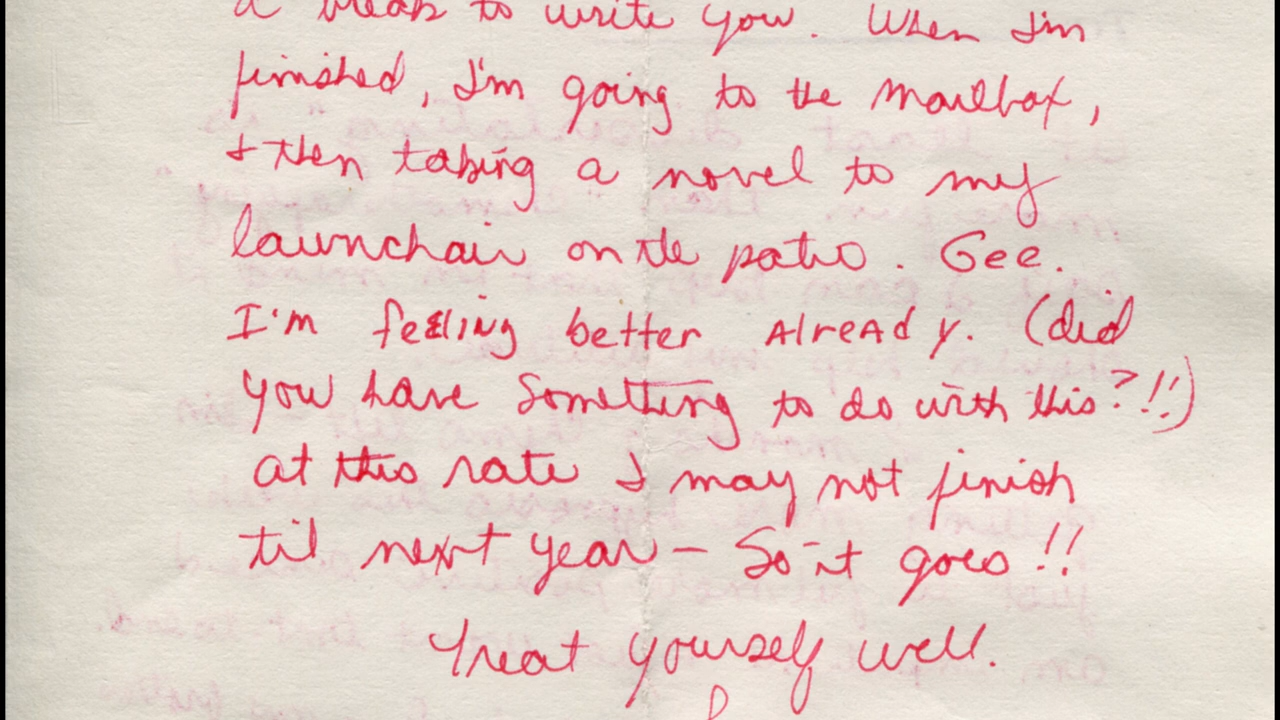 a break to write you. When I'm
finished, I'm going to the mailbox,
& then taking a novel to my
lawnchair on the patio. Gee.
I'm feeling better Already. (did
you have something to do with this?!!)
at this rate I may not finish
til next year - So it goes!!
Treat yourself well.